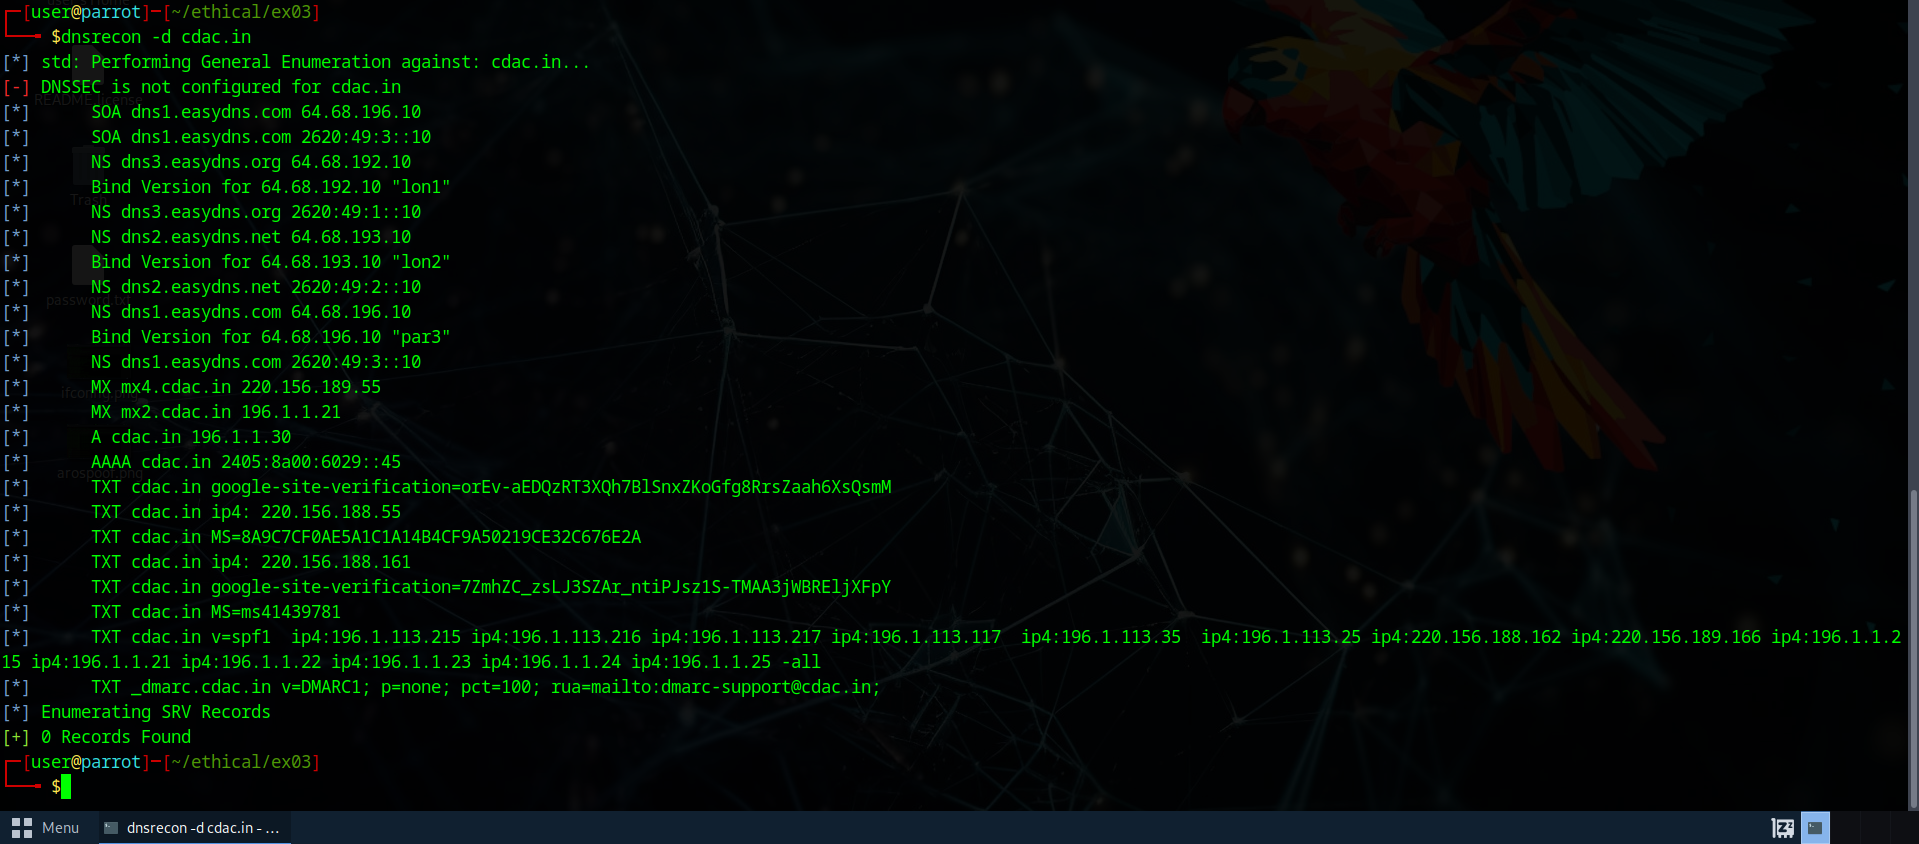 [user@parrot]─[~/ethical/ex03]
$dnsrecon -d cdac.in
[*] std: Performing General Enumeration against: cdac.in...
[-] DNSSEC is not configured for cdac.in
[*] SOA dns1.easydns.com 64.68.196.10
[*] SOA dns1.easydns.com 2620:49:3::10
[*] NS dns3.easydns.org 64.68.192.10
[*] Bind Version for 64.68.192.10 "lon1"
[*] NS dns3.easydns.org 2620:49:1::10
[*] NS dns2.easydns.net 64.68.193.10
[*] Bind Version for 64.68.193.10 "lon2"
[*] NS dns2.easydns.net 2620:49:2::10
[*] NS dns1.easydns.com 64.68.196.10
[*] Bind Version for 64.68.196.10 "par3"
[*] NS dns1.easydns.com 2620:49:3::10
[*] MX mx4.cdac.in 220.156.189.55
[*] MX mx2.cdac.in 196.1.1.21
[*] A cdac.in 196.1.1.30
[*] AAAA cdac.in 2405:8a00:6029::45
[*] TXT cdac.in google-site-verification=orEv-aEDQzRT3XQh7BlSnxZKoGfg8RrsZaah6XsQsmM
[*] TXT cdac.in ip4: 220.156.188.55
[*] TXT cdac.in MS=8A9C7CF0AE5A1C1A14B4CF9A50219CE32C676E2A
[*] TXT cdac.in ip4: 220.156.188.161
[*] TXT cdac.in google-site-verification=7ZmhZC_zsLJ3SZAr_ntiPJsz1S-TMAA3jWBREljXFpY
[*] TXT cdac.in MS=ms41439781
[*] TXT cdac.in v=spf1  ip4:196.1.113.215 ip4:196.1.113.216 ip4:196.1.113.217 ip4:196.1.113.117  ip4:196.1.113.35  ip4:196.1.113.25 ip4:220.156.188.162 ip4:220.156.189.166 ip4:196.1.1.2
15 ip4:196.1.1.21 ip4:196.1.1.22 ip4:196.1.1.23 ip4:196.1.1.24 ip4:196.1.1.25 -all
[*] TXT _dmarc.cdac.in v=DMARC1; p=none; pct=100; rua=mailto:dmarc-support@cdac.in;
[*] Enumerating SRV Records
[+] 0 Records Found
[user@parrot]─[~/ethical/ex03]
$
README license
Trash
password.txt
ifconfig.png
arpspoof.png
Menu
dnsrecon -d cdac.in - ...